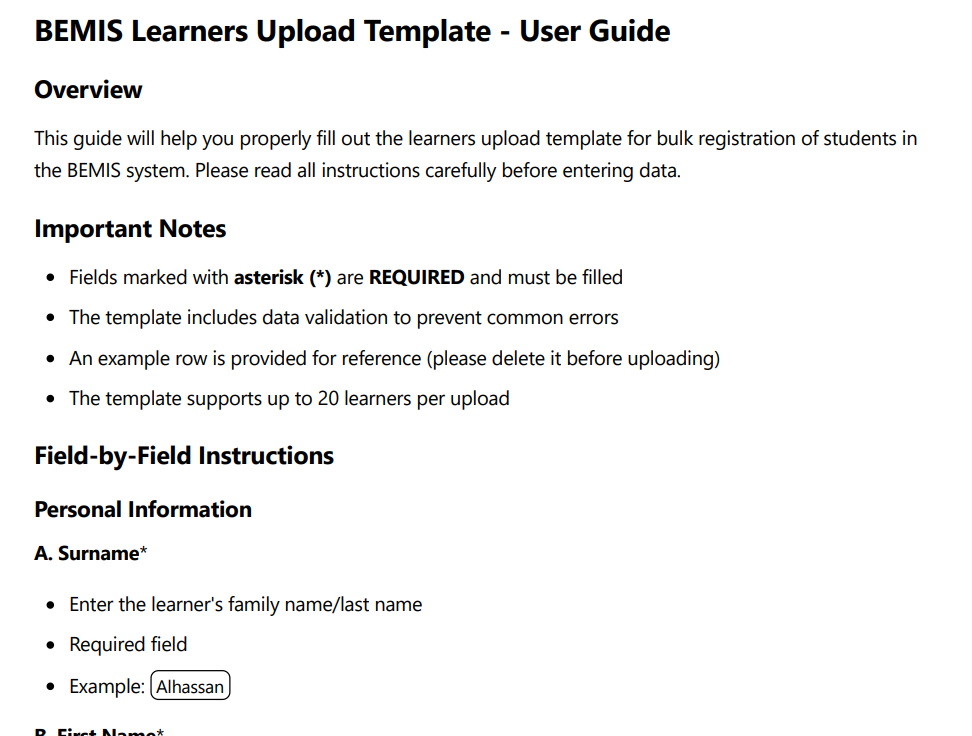 BEMIS Learners Upload Template - User Guide
Overview
This guide will help you properly fill out the learners upload template for bulk registration of students in
the BEMIS system. Please read all instructions carefully before entering data.
Important Notes
• Fields marked with asterisk (*) are REQUIRED and must be filled
• The template includes data validation to prevent common errors
• An example row is provided for reference (please delete it before uploading)
• The template supports up to 20 learners per upload
Field-by-Field Instructions
Personal Information
A. Surname*
• Enter the learner's family name/last name
• Required field
• Example: Alhassan
B. First Name*